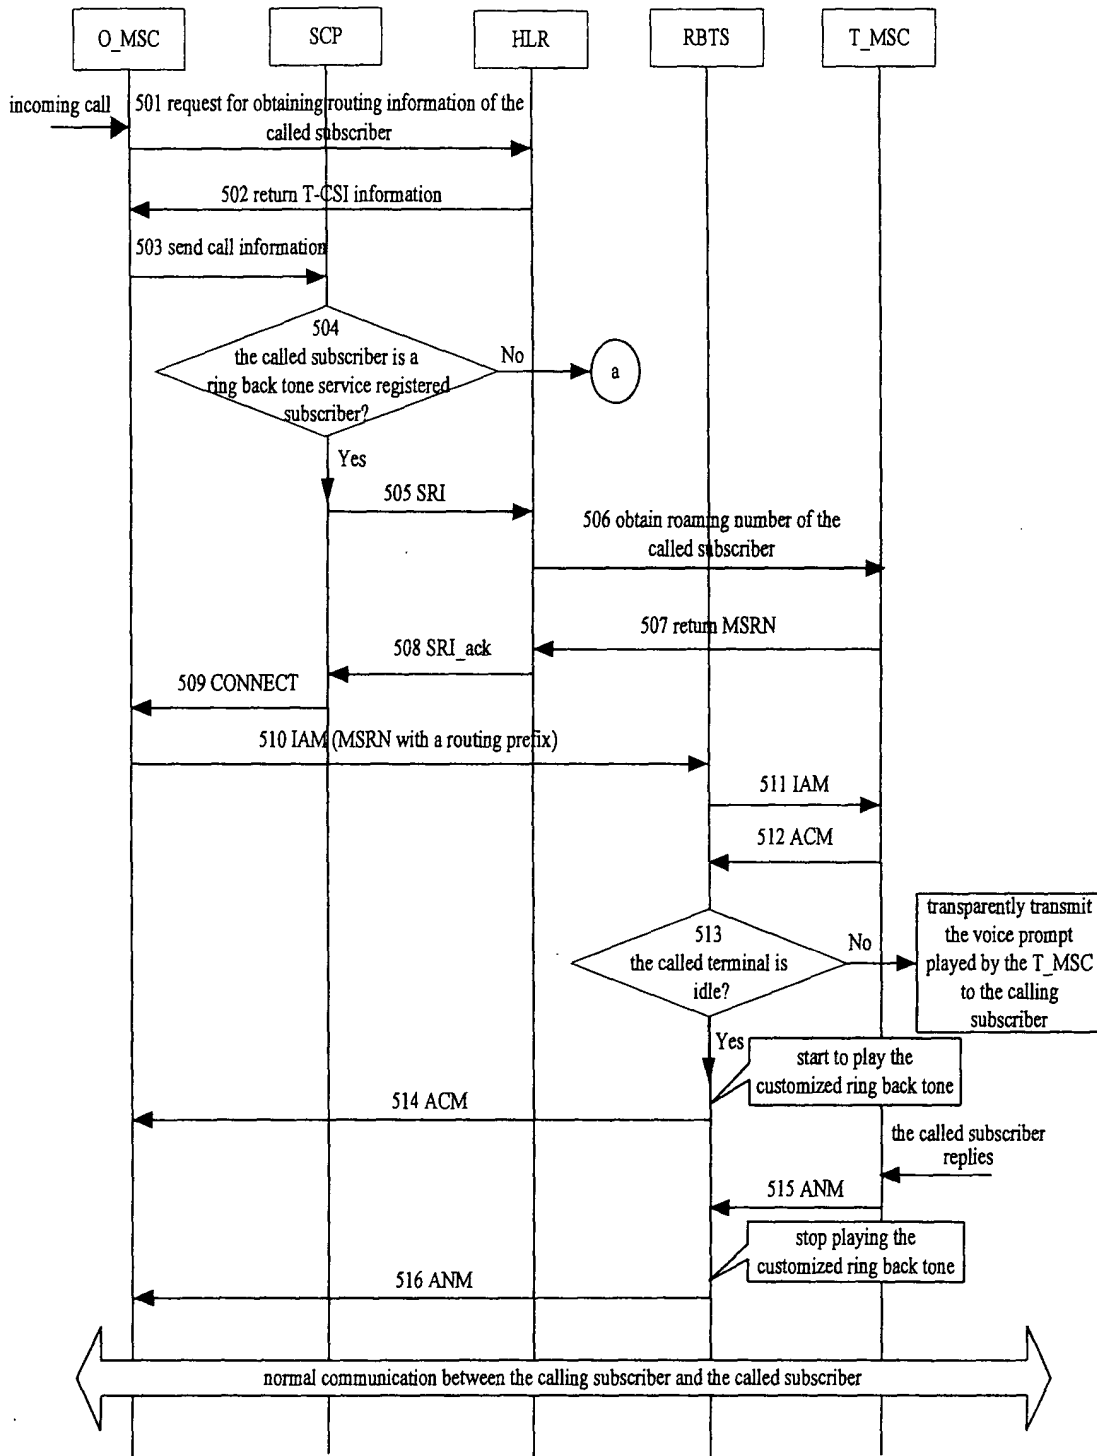 O_MSC
SCP
HLR
RBTS
T_MSC
incoming call
501 request for obtaining routing information of the
called subscriber
502 return T-CSI information
503 send call information
504
the called subscriber is a
ring back tone service registered
subscriber?
No
a
Yes
505 SRI
506 obtain roaming number of the
called subscriber
507 return MSRN
508 SRI_ack
509 CONNECT
510 IAM (MSRN with a routing prefix)
511 IAM
512 ACM
513
the called terminal is
idle?
No
transparently transmit
the voice prompt
played by the T_MSC
to the calling
subscriber
Yes
start to play the
customized ring back tone
514 ACM
the called subscriber
replies
515 ANM
stop playing the
customized ring back tone
516 ANM
normal communication between the calling subscriber and the called subscriber